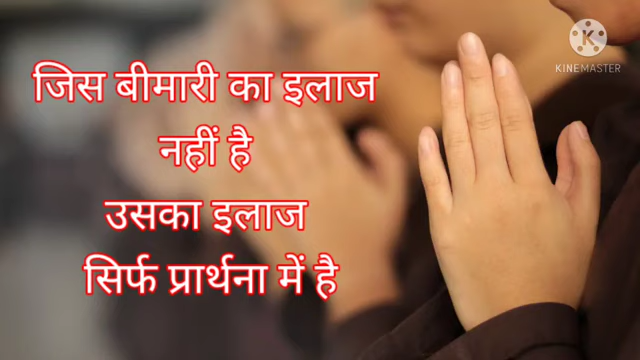 KINEMASTER
जिस बीमारी का इलाज
नहीं है
उसका इलाज
सिर्फ प्रार्थना में है